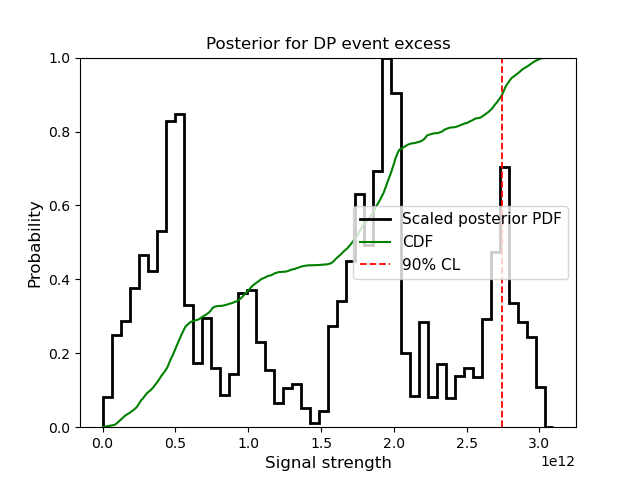 Posterior for DP event excess
1.0
0.8
0.6
0.4
0.2
0.0
Probability
Scaled posterior PDF
CDF
90% CL
0.0 0.5 1.0 1.5 2.0 2.5 3.0
1e12
Signal strength